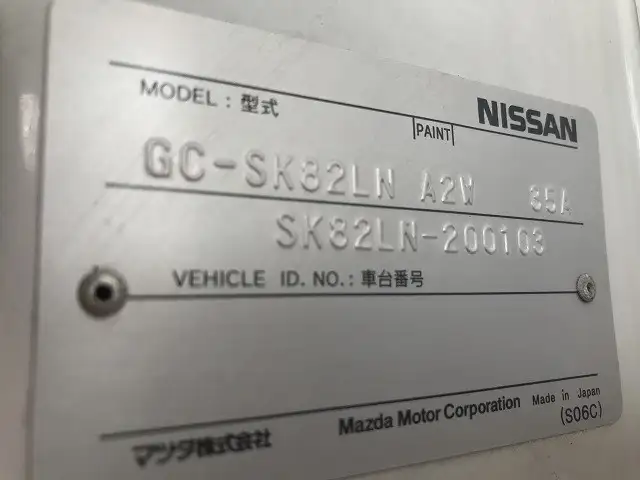 MODEL : 型式
PAINT
NISSAN
GC-SK82LN A2W 35A
SK82LN-200103
VEHICLE ID. NO. : 車台番号
マツダ株式会社
Mazda Motor Corporation Made in Japan
(S06C)